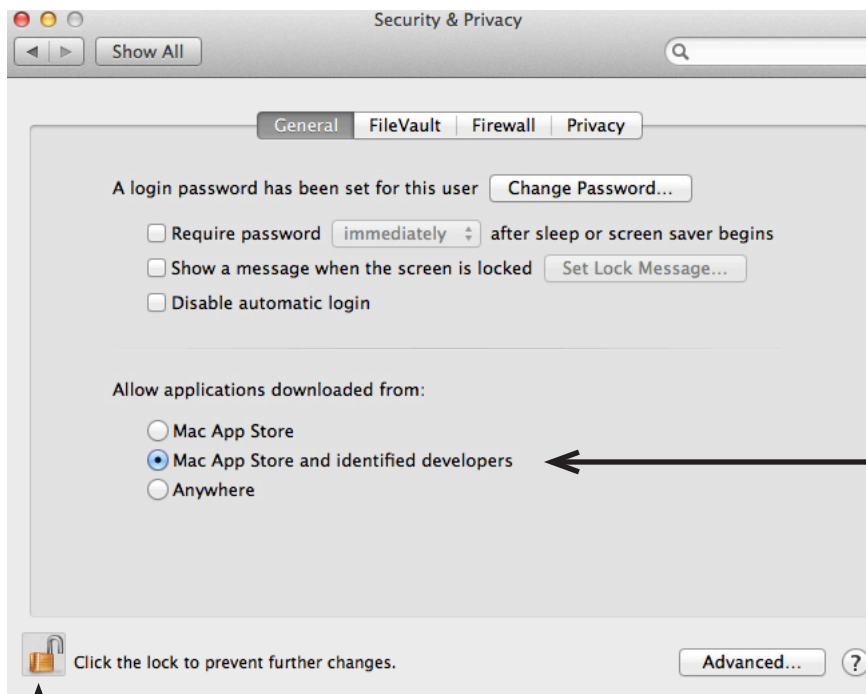 Security & Privacy
Show All
General FileVault Firewall Privacy
A login password has been set for this user Change Password...
Require password immediately after sleep or screen saver begins
Show a message when the screen is locked Set Lock Message...
Disable automatic login
Allow applications downloaded from:
Mac App Store
Mac App Store and identified developers
Anywhere
Click the lock to prevent further changes. Advanced... ?